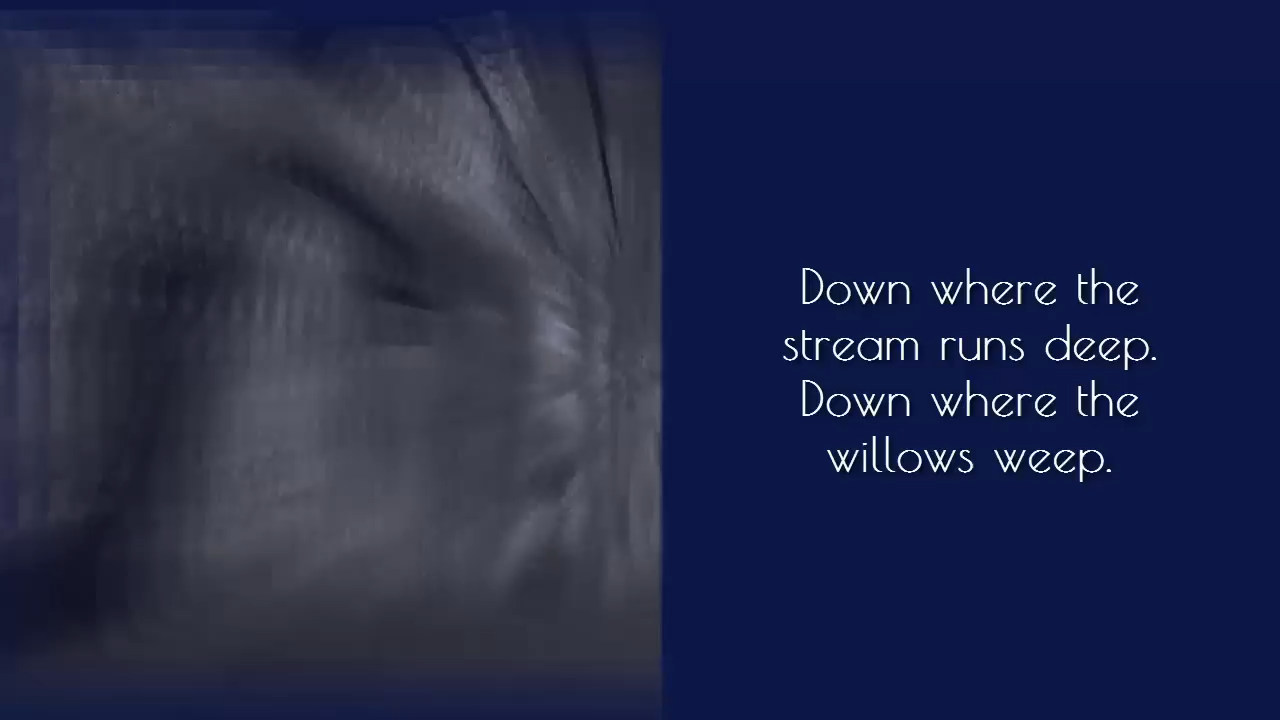 Down where the
stream runs deep.
Down where the
willows weep.